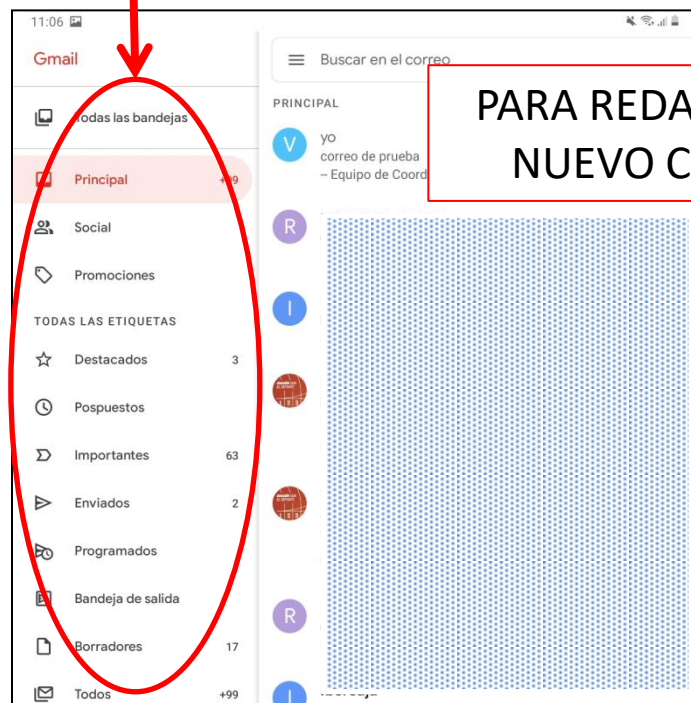 11:06
Gmail
Buscar en el correo
Todas las bandejas
PRINCIPAL
V
yo
correo de prueba
– Equipo de Coord
PARA REDA
NUEVO C
Principal +99
R
Social
Promociones
I
TODAS LAS ETIQUETAS
Destacados 3
Pospuestos
Importantes 63
Enviados 2
Programados
Bandeja de salida
R
Borradores 17
Todos +99
I